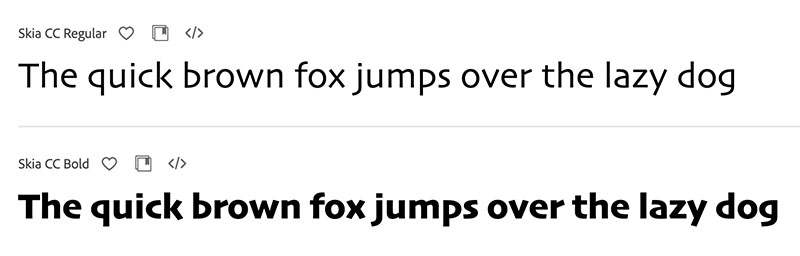 Skia CC Regular </>
The quick brown fox jumps over the lazy dog
Skia CC Bold </>
The quick brown fox jumps over the lazy dog